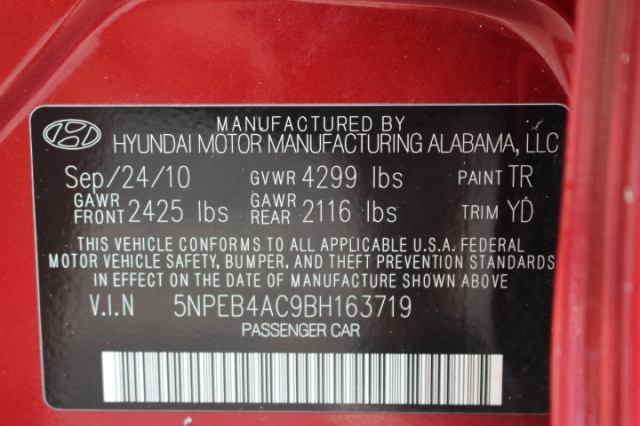 MANUFACTURED BY
HYUNDAI MOTOR MANUFACTURING ALABAMA, LLC
Sep/24/10 GVWR 4299 lbs PAINT TR
GAWR FRONT 2425 lbs GAWR REAR 2116 lbs TRIM YD
THIS VEHICLE CONFORMS TO ALL APPLICABLE U.S.A. FEDERAL
MOTOR VEHICLE SAFETY, BUMPER, AND THEFT PREVENTION STANDARDS
IN EFFECT ON THE DATE OF MANUFACTURE SHOWN ABOVE
V.I.N 5NPEB4AC9BH163719
PASSENGER CAR